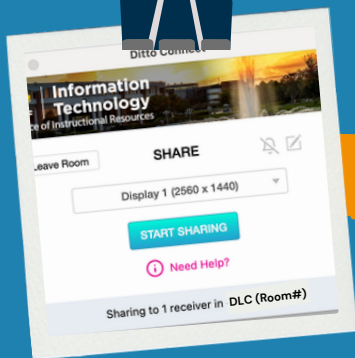 Ditto Connect
Information
Technology
ce of Instructional Resources
Leave Room
SHARE
Display 1 (2560 x 1440)
START SHARING
Need Help?
Sharing to 1 receiver in DLC (Room#)